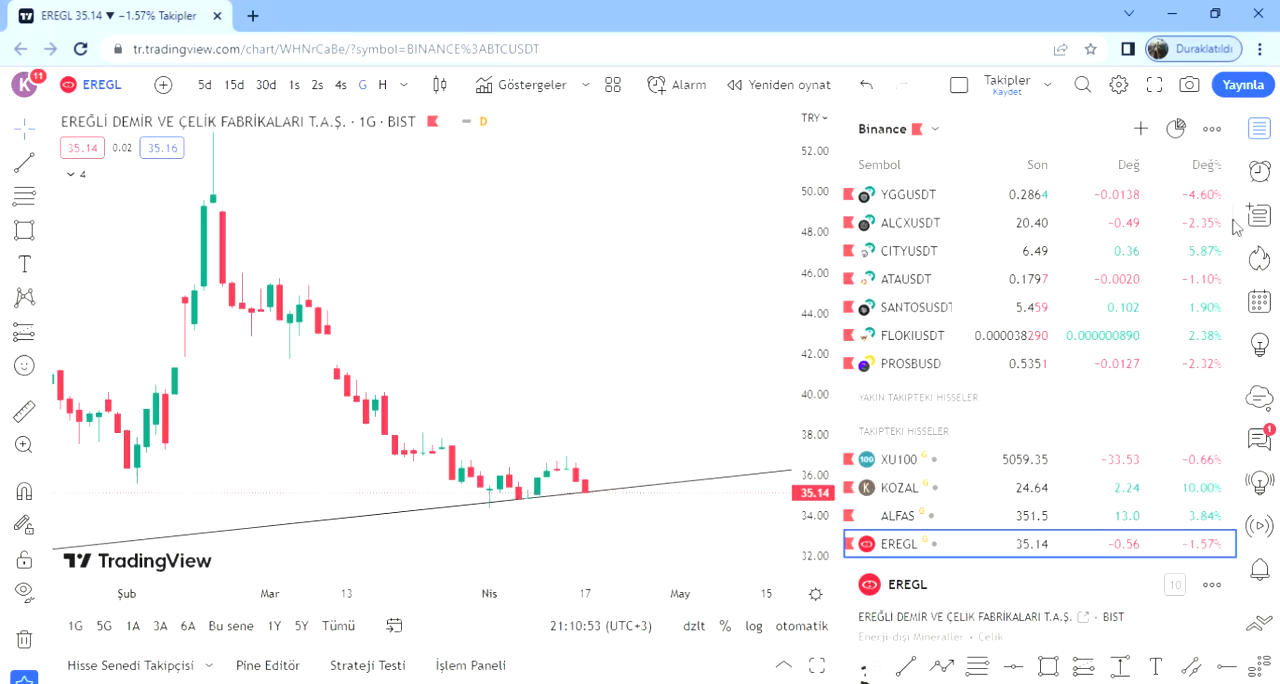 EREGL 35.14 ▼ −1.57% Takipler
tr.tradingview.com/chart/WHNrCaBe/?symbol=BINANCE%3ABTCUSDT
Duraklatıldı
K 11 EREGL 5d 15d 30d 1s 2s 4s G H Göstergeler Alarm Yeniden oynat Takipler Yayınla
Kaydet
EREĞLİ DEMİR VE ÇELİK FABRİKALARI T.A.Ş. · 1G · BIST D
35.14 0.02 35.16
4
TRY
52.00
50.00
48.00
46.00
44.00
42.00
40.00
38.00
36.00
35.14
34.00
32.00
TradingView
Şub Mar 13 Nis 17 May 15
1G 5G 1A 3A 6A Bu sene 1Y 5Y Tümü 21:10:53 (UTC+3) dzlt % log otomatik
Hisse Senedi Takipçisi Pine Editör Strateji Testi İşlem Paneli
Binance
Sembol Son Değ Değ%
YGGUSDT 0.2864 −0.0138 −4.60%
ALCXUSDT 20.40 −0.49 −2.35%
CITYUSDT 6.49 0.36 5.87%
ATAUSDT 0.1797 −0.0020 −1.10%
SANTOSUSDT 5.459 0.102 1.90%
FLOKIUSDT 0.000038290 0.000000890 2.38%
PROSBUSD 0.5351 −0.0127 −2.32%
YAKIN TAKİPTEKİ HİSSELER
TAKİPTEKİ HİSSELER
100 XU100 G 5059.35 −33.53 −0.66%
K KOZAL G 24.64 2.24 10.00%
ALFAS G 351.5 13.0 3.84%
EREGL G 35.14 −0.56 −1.57%
EREGL 10
EREĞLİ DEMİR VE ÇELİK FABRİKALARI T.A.Ş. · BIST
Enerji-dışı Mineraller • Çelik
1
T
T